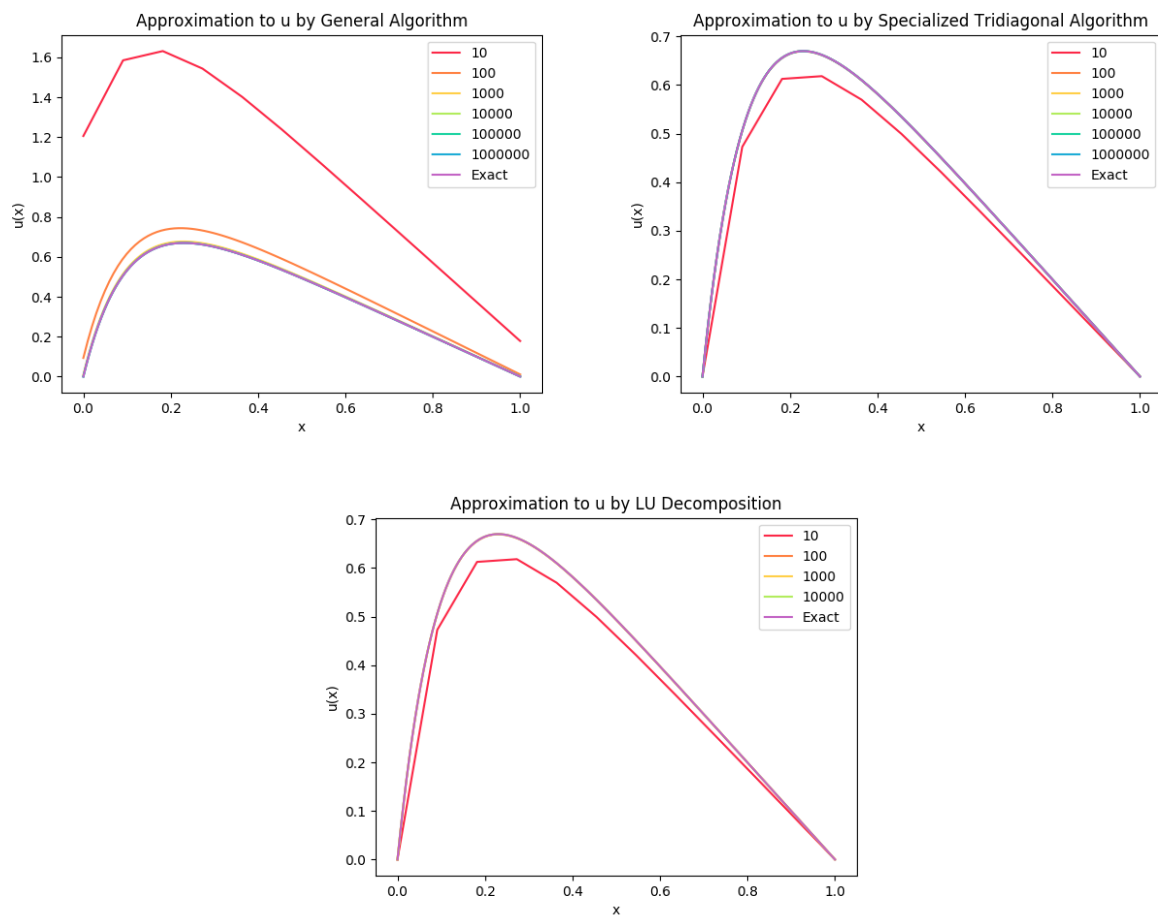 Approximation to u by General Algorithm
1.6
1.4
1.2
1.0
0.8
0.6
0.4
0.2
0.0
u(x)
10
100
1000
10000
100000
1000000
Exact
0.0 0.2 0.4 0.6 0.8 1.0
x
Approximation to u by Specialized Tridiagonal Algorithm
0.7
0.6
0.5
0.4
0.3
0.2
0.1
0.0
u(x)
10
100
1000
10000
100000
1000000
Exact
0.0 0.2 0.4 0.6 0.8 1.0
x
Approximation to u by LU Decomposition
0.7
0.6
0.5
0.4
0.3
0.2
0.1
0.0
u(x)
10
100
1000
10000
Exact
0.0 0.2 0.4 0.6 0.8 1.0
x